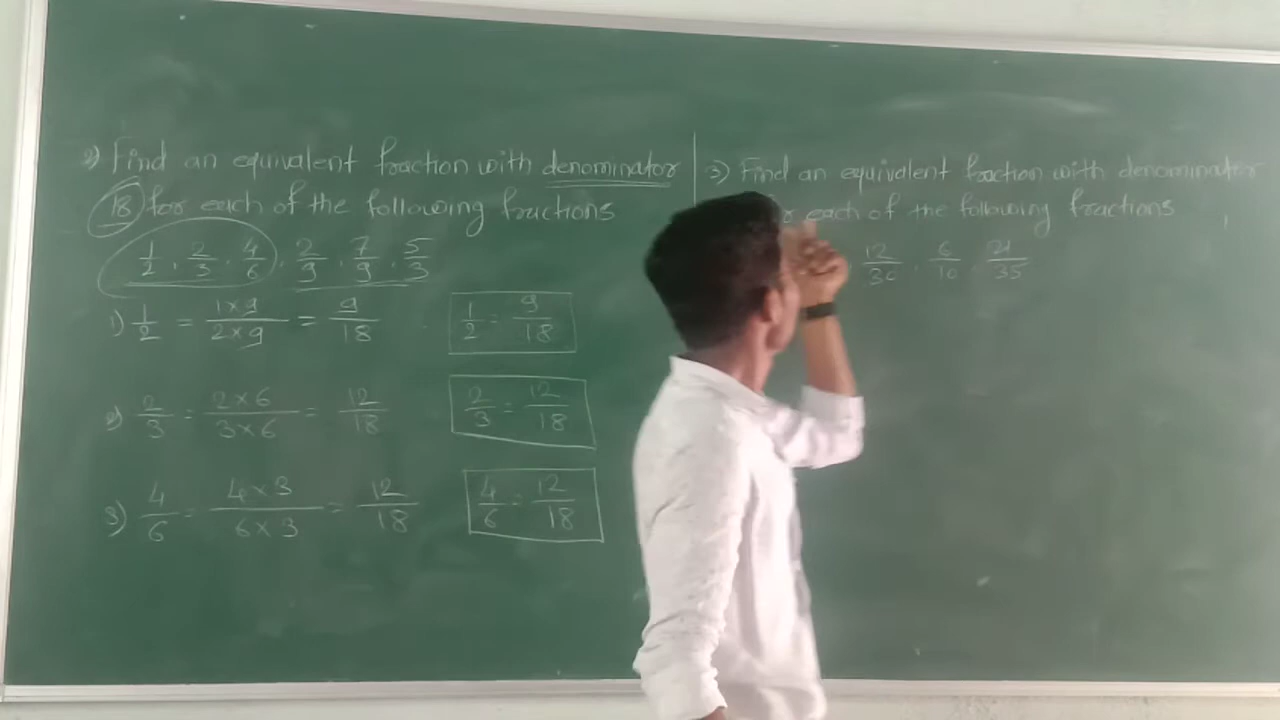 2) Find an equivalent fraction with denominator
18 for each of the following fractions
1/2, 2/3, 4/6, 2/9, 7/9, 5/3
1) 1/2 = 1×9/2×9 = 9/18 1/2 = 9/18
2) 2/3 = 2×6/3×6 = 12/18 2/3 = 12/18
3) 4/6 = 4×3/6×3 = 12/18 4/6 = 12/18
3) Find an equivalent fraction with denominator
each of the following fractions
6/10, 21/35